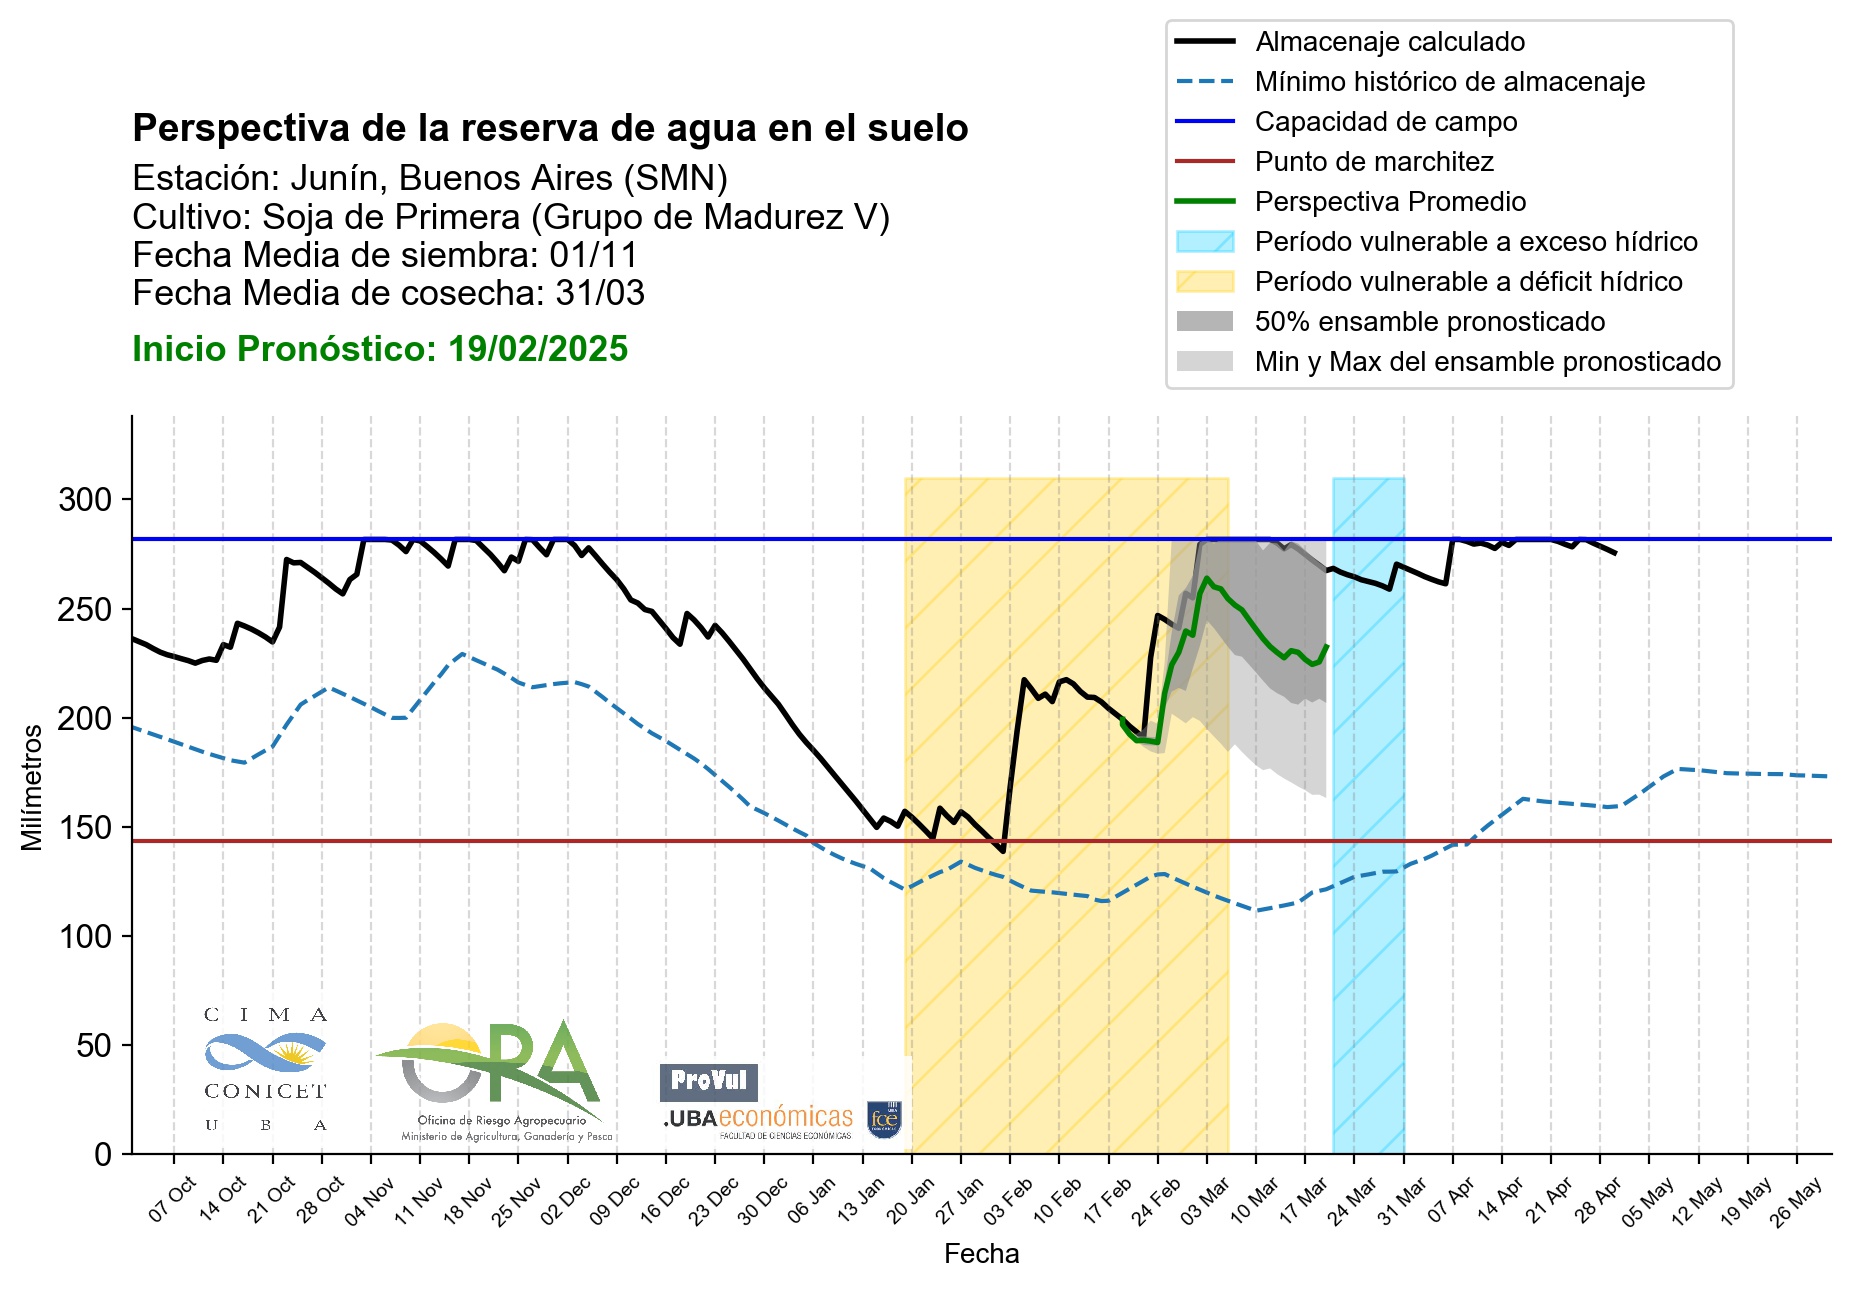 Almacenaje calculado
Mínimo histórico de almacenaje
Capacidad de campo
Punto de marchitez
Perspectiva Promedio
Período vulnerable a exceso hídrico
Período vulnerable a déficit hídrico
50% ensamble pronosticado
Min y Max del ensamble pronosticado
Perspectiva de la reserva de agua en el suelo
Estación: Junín, Buenos Aires (SMN)
Cultivo: Soja de Primera (Grupo de Madurez V)
Fecha Media de siembra: 01/11
Fecha Media de cosecha: 31/03
Inicio Pronóstico: 19/02/2025
Milímetros
300
250
200
150
100
50
0
CIMA
CONICET
UBA
ORA
Oficina de Riesgo Agropecuario
Ministerio de Agricultura, Ganadería y Pesca
ProVul
.UBAeconómicas
FACULTAD DE CIENCIAS ECONÓMICAS
fce
07 Oct
14 Oct
21 Oct
28 Oct
04 Nov
11 Nov
18 Nov
25 Nov
02 Dec
09 Dec
16 Dec
23 Dec
30 Dec
06 Jan
13 Jan
20 Jan
27 Jan
03 Feb
10 Feb
17 Feb
24 Feb
03 Mar
10 Mar
17 Mar
24 Mar
31 Mar
07 Apr
14 Apr
21 Apr
28 Apr
05 May
12 May
19 May
26 May
Fecha